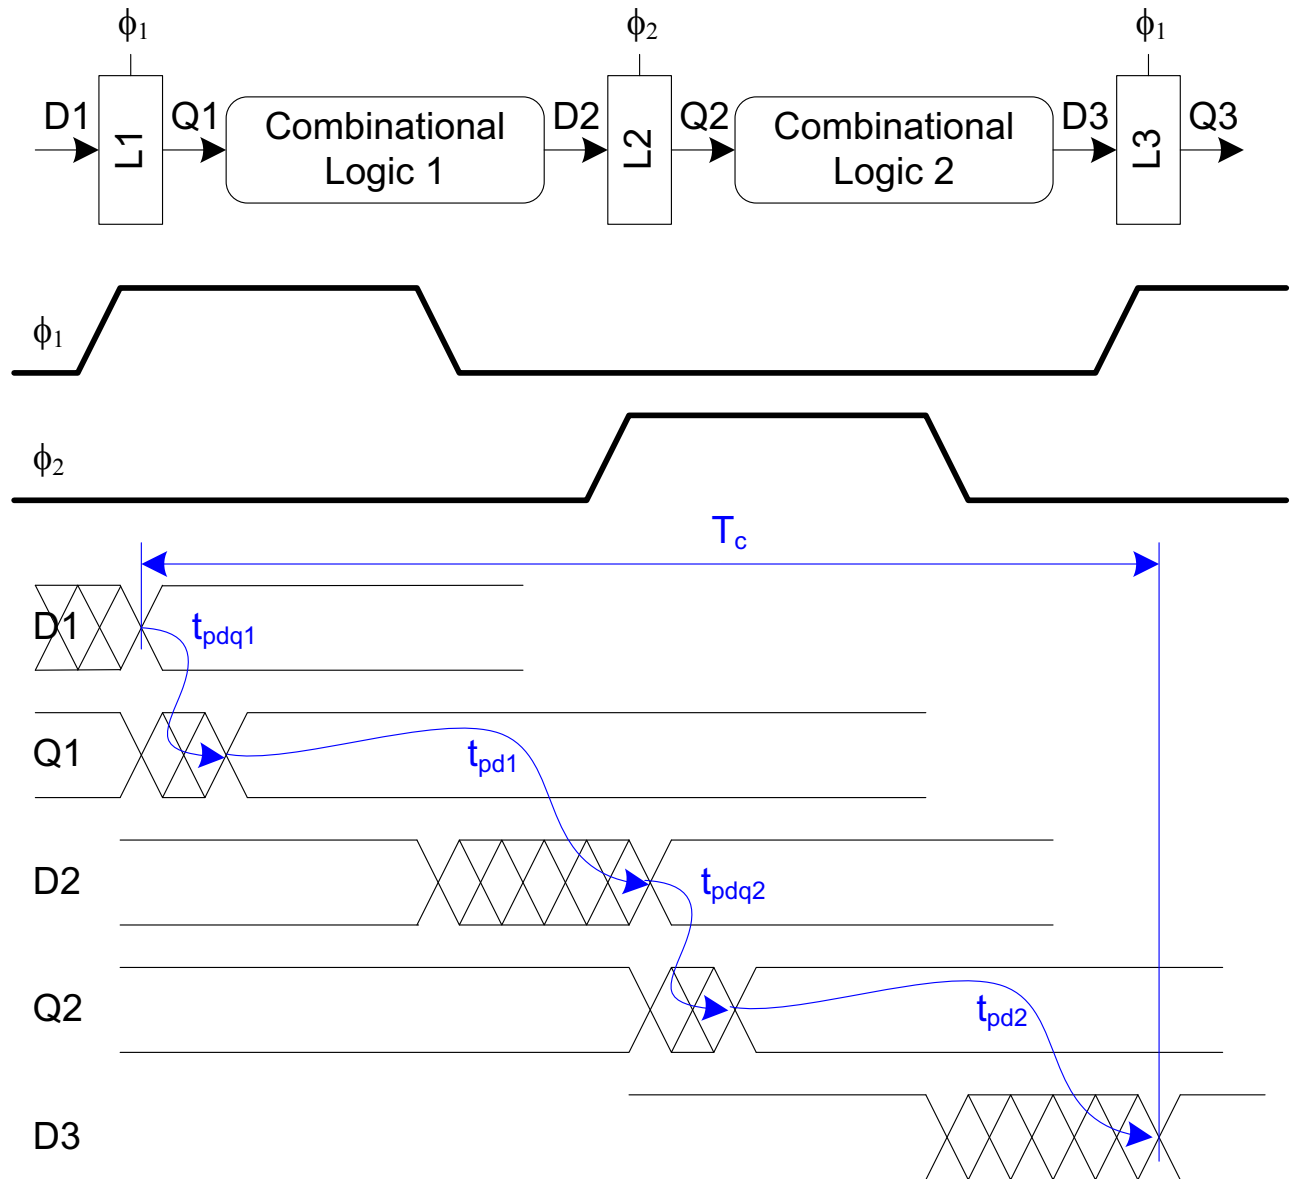 ϕ1 ϕ2 ϕ1
D1 L1 Q1 Combinational D2 L2 Q2 Combinational D3 L3 Q3
Logic 1 Logic 2
ϕ1
ϕ2
Tc
D1 tpdq1
Q1 tpd1
D2 tpdq2
Q2 tpd2
D3